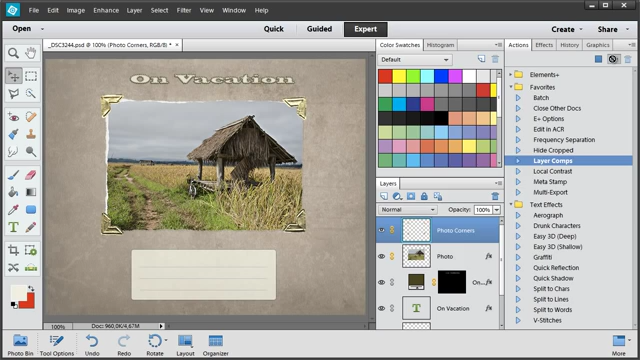 File Edit Image Enhance Layer Select Filter View Window Help
Open Quick Guided Expert Create Share
_DSC3244.psd @ 100% (Photo Corners, RGB/8) * ×
On Vacation
100% Doc: 960,0K/4,67M
Color Swatches Histogram
Default
Layers
Normal Opacity: 100%
Photo Corners
Photo fx
On... fx
T On Vacation fx
Actions Effects History Graphics
Elements+
Favorites
Batch
Close Other Docs
E+ Options
Edit in ACR
Frequency Separation
Hide Cropped
Layer Comps
Local Contrast
Meta Stamp
Multi-Export
Text Effects
Aerograph
Drunk Characters
Easy 3D (Deep)
Easy 3D (Shallow)
Graffiti
Quick Reflection
Quick Shadow
Split to Chars
Split to Lines
Split to Words
V-Stitches
Photo Bin Tool Options Undo Redo Rotate Layout Organizer More